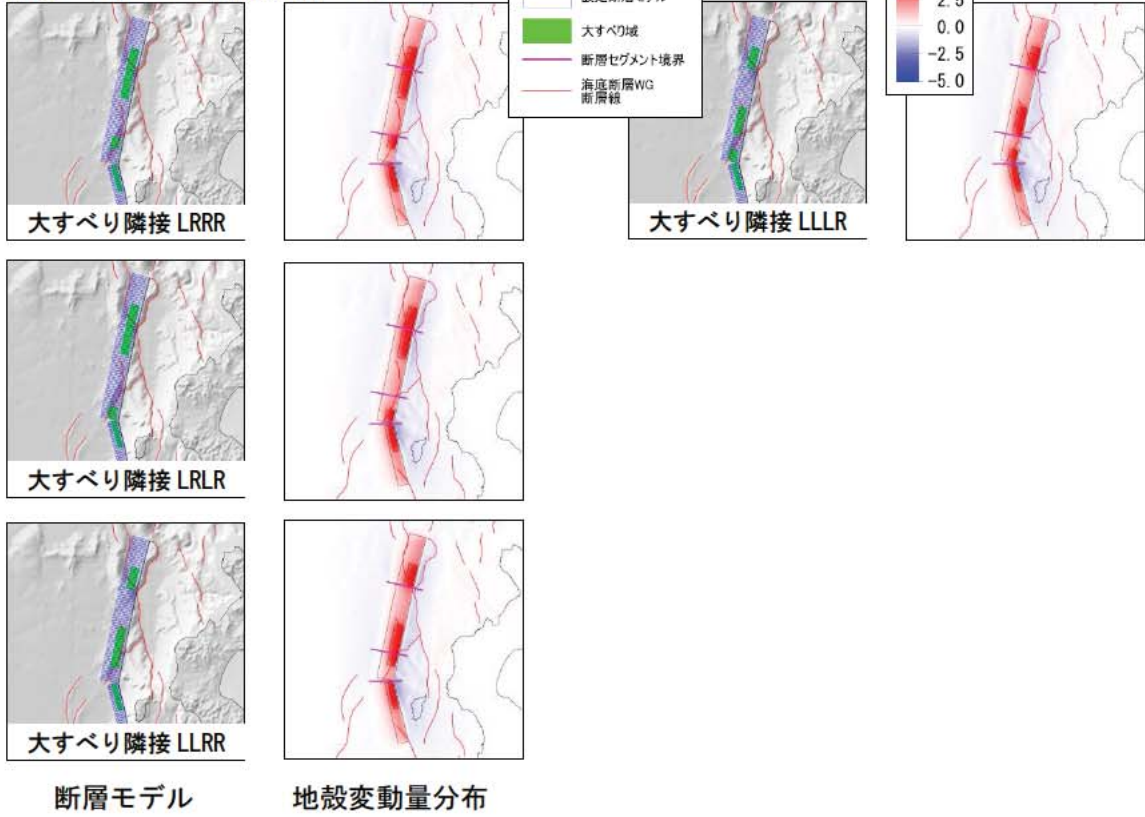 大すべり域
断層セグメント境界
海底断層WG
断層線
2.5
0.0
-2.5
-5.0
大すべり隣接 LRRR
大すべり隣接 LLLR
大すべり隣接 LRLR
大すべり隣接 LLRR
断層モデル
地殻変動量分布